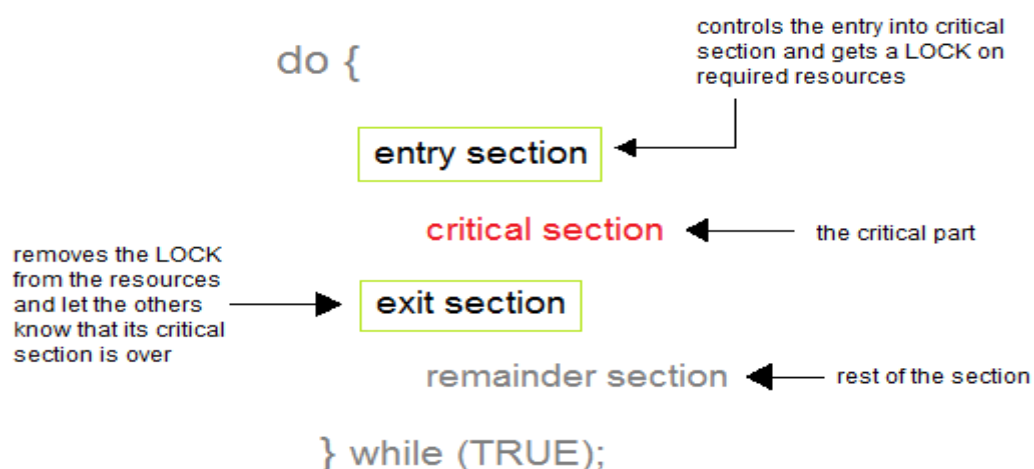 controls the entry into critical
section and gets a LOCK on
required resources
do {
entry section
critical section
the critical part
removes the LOCK
from the resources
and let the others
know that its critical
section is over
exit section
remainder section
rest of the section
} while (TRUE);